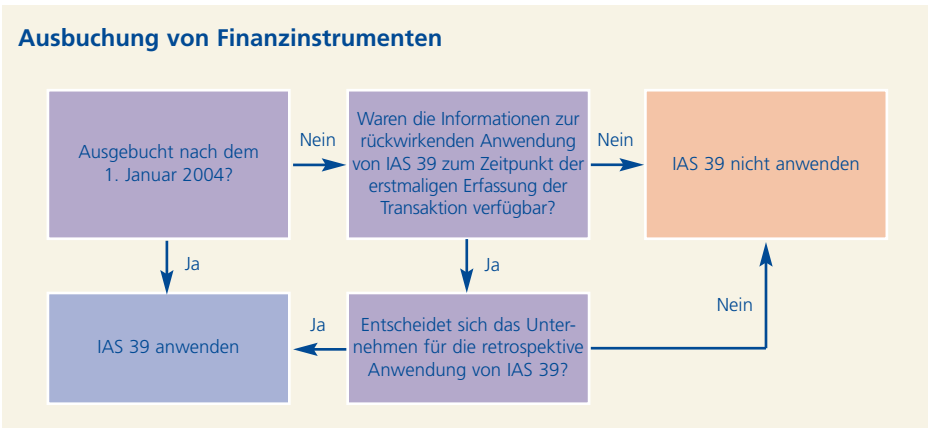 Ausbuchung von Finanzinstrumenten
Ausgebucht nach dem
1. Januar 2004?
Nein
Waren die Informationen zur
rückwirkenden Anwendung
von IAS 39 zum Zeitpunkt der
erstmaligen Erfassung der
Transaktion verfügbar?
Nein
IAS 39 nicht anwenden
Ja
Ja
Nein
IAS 39 anwenden
Ja
Entscheidet sich das Unter-
nehmen für die retrospektive
Anwendung von IAS 39?